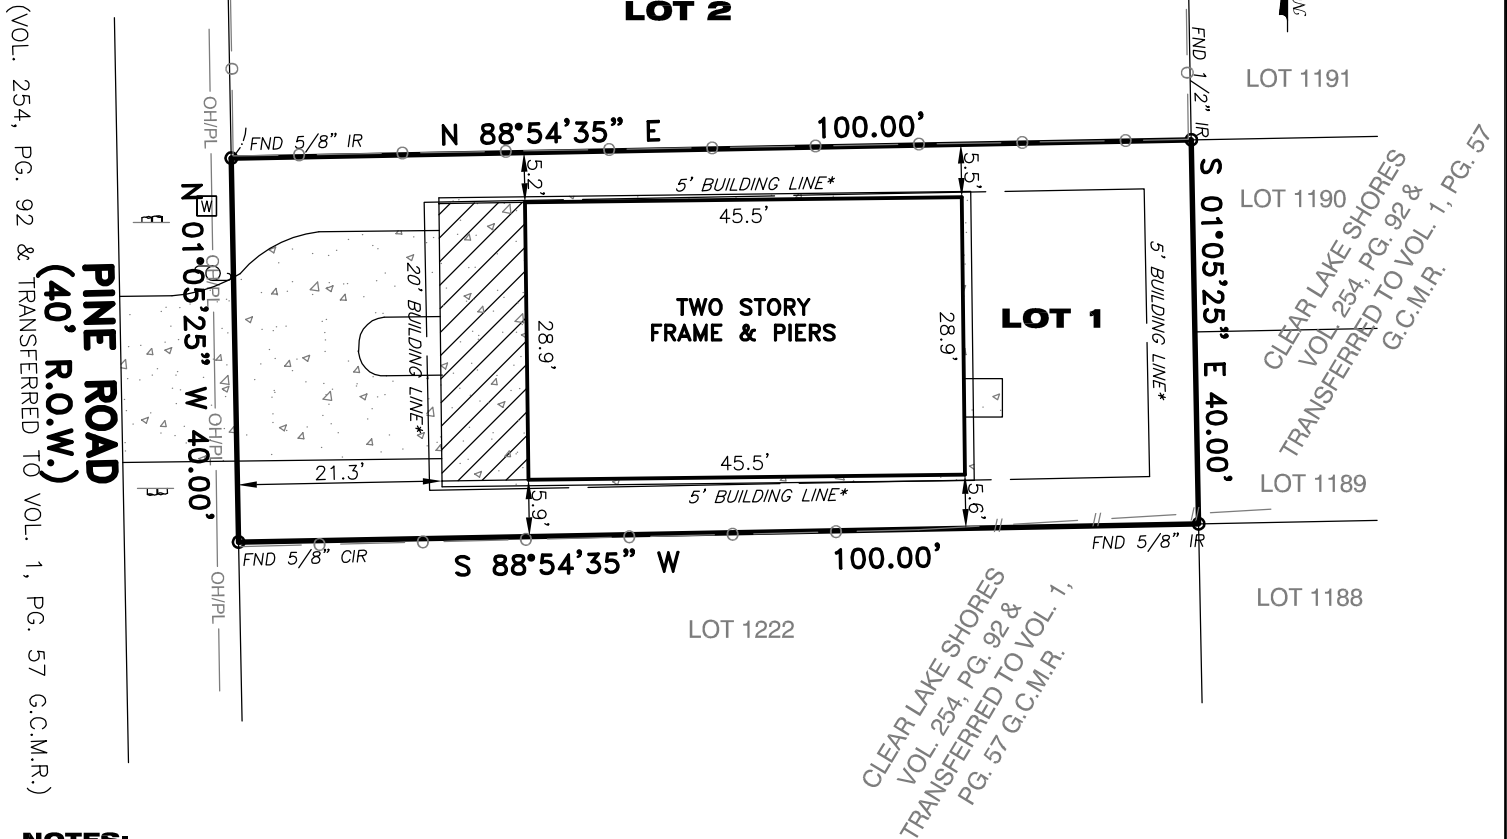 LOT 2
FND 1/2" IR
LOT 1191
OH/PL
FND 5/8" IR
N 88°54'35" E
100.00'
5.2'
5.5'
5' BUILDING LINE*
45.5'
LOT 1190
W
N 01°05'25" W 40.00'
S 01°05'25" E 40.00'
OH/PL
20' BUILDING LINE*
28.9'
TWO STORY
FRAME & PIERS
28.9'
LOT 1
5' BUILDING LINE*
CLEAR LAKE SHORES
VOL. 254, PG. 92 &
TRANSFERRED TO VOL. 1, PG. 57
G.C.M.R.
PINE ROAD
(40' R.O.W.)
(VOL. 254, PG. 92 & TRANSFERRED TO VOL. 1, PG. 57 G.C.M.R.)
OH/PL
21.3'
45.5'
5' BUILDING LINE*
5.9'
5.6'
LOT 1189
FND 5/8" CIR
S 88°54'35" W
100.00'
FND 5/8" IR
OH/PL
LOT 1188
LOT 1222
CLEAR LAKE SHORES
VOL. 254, PG. 92 &
TRANSFERRED TO VOL. 1,
PG. 57 G.C.M.R.
NOTES: